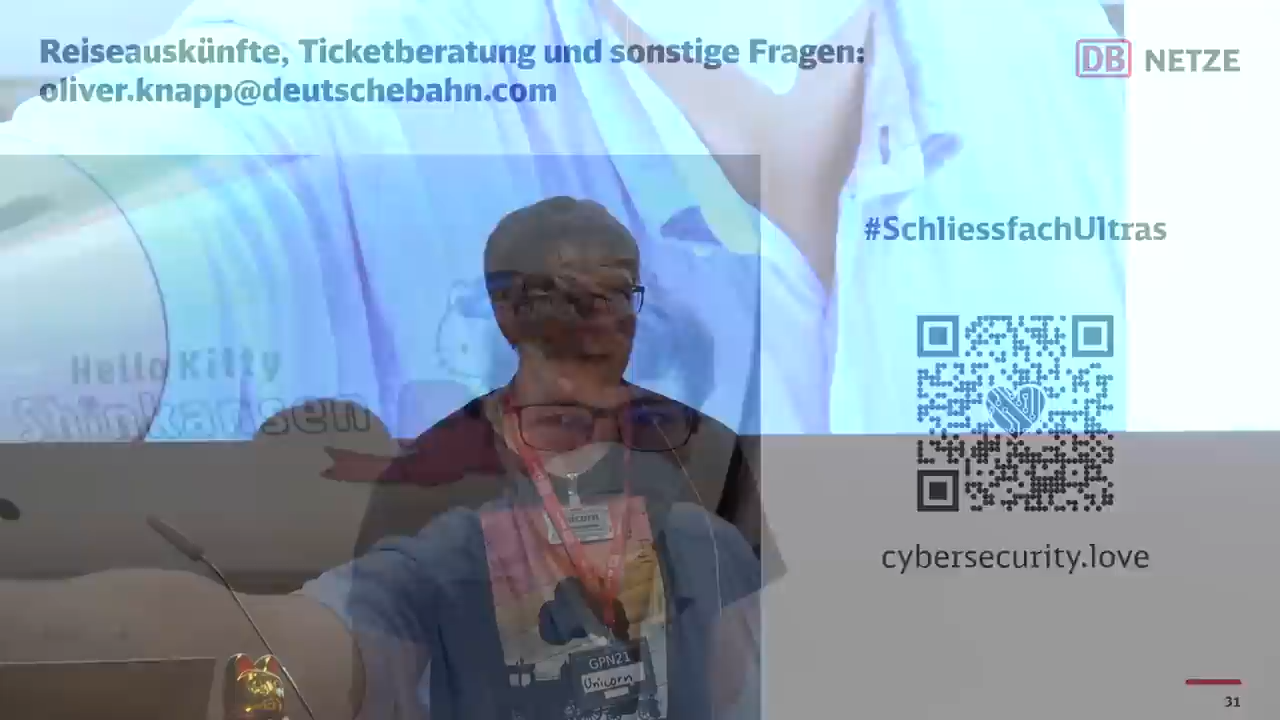 Reiseauskünfte, Ticketberatung und sonstige Fragen:
oliver.knapp@deutschebahn.com
DB NETZE
#SchliessfachUltras
Hello Kitty
Shinkansen
cybersecurity.love
Unicorn
GPN21
Unicorn
31